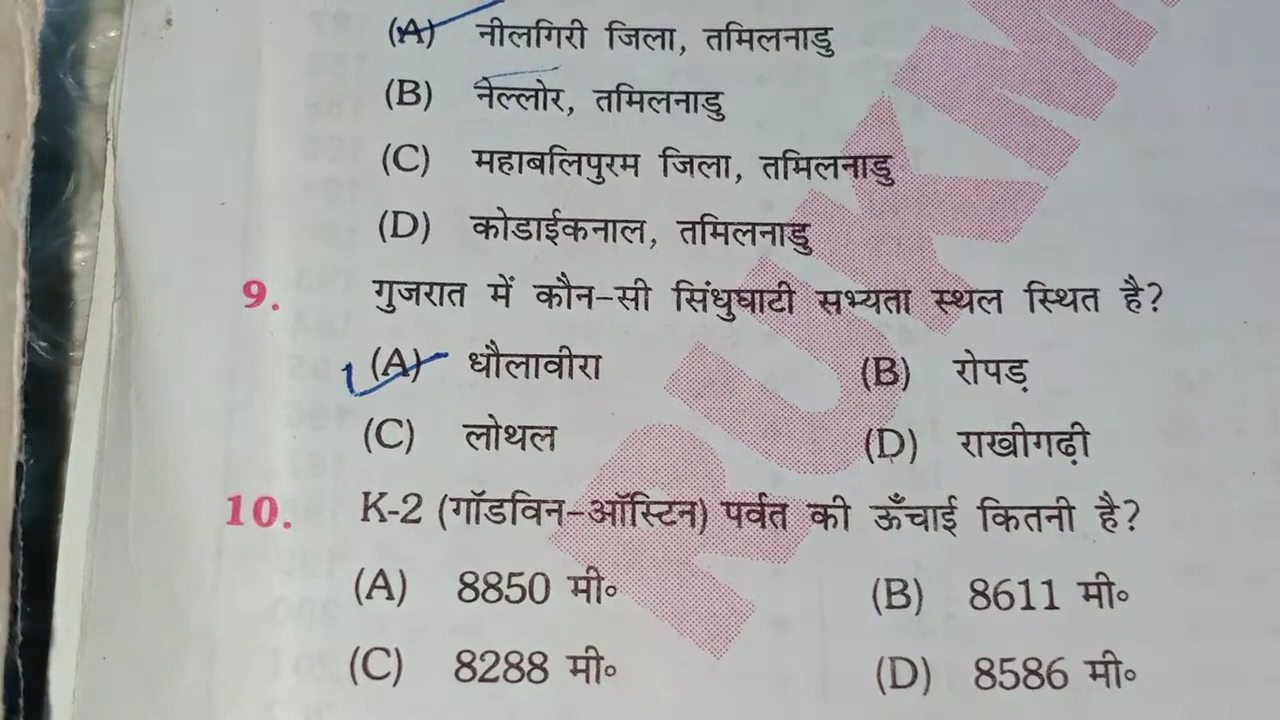 (A) नीलगिरी जिला, तमिलनाडु
(B) नेल्लोर, तमिलनाडु
(C) महाबलिपुरम जिला, तमिलनाडु
(D) कोडाईकनाल, तमिलनाडु
9. गुजरात में कौन-सी सिंधुघाटी सभ्यता स्थल स्थित है?
(A) धौलावीरा (B) रोपड़
(C) लोथल (D) राखीगढ़ी
10. K-2 (गॉडविन-ऑस्टिन) पर्वत की ऊँचाई कितनी है?
(A) 8850 मी॰ (B) 8611 मी॰
(C) 8288 मी॰ (D) 8586 मी॰
RUKM